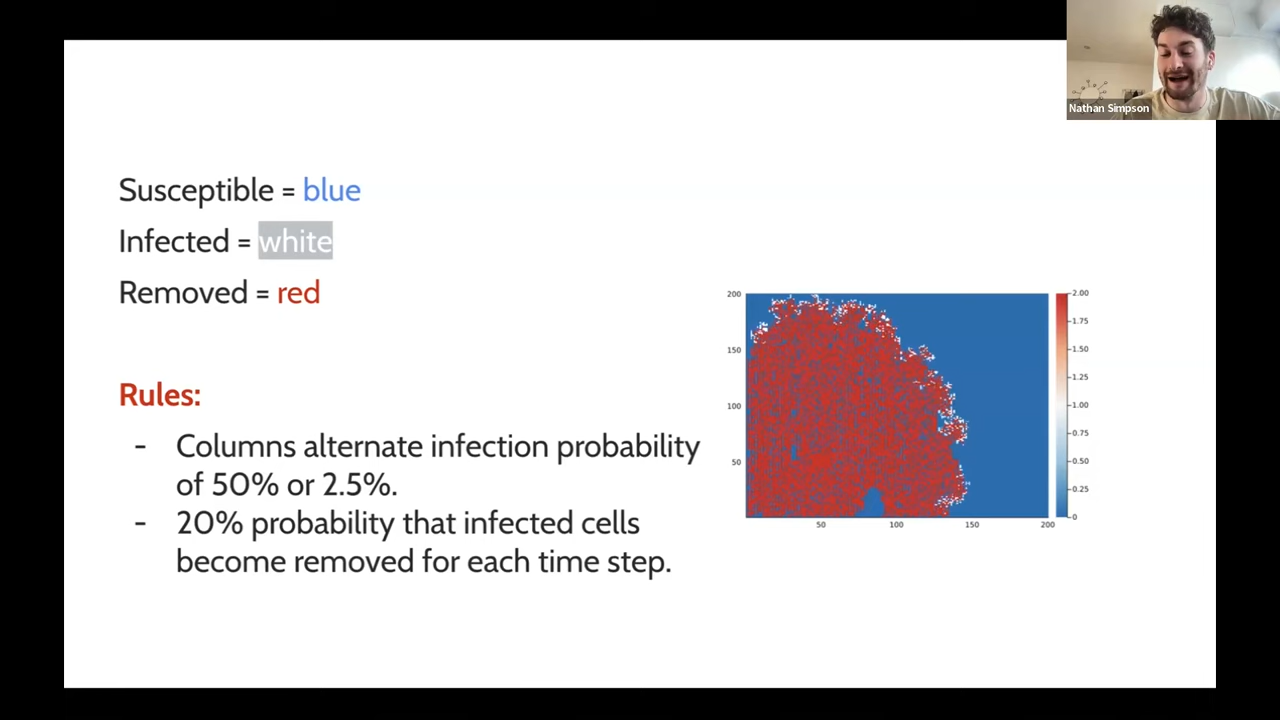 Nathan Simpson
Susceptible = blue
Infected = white
Removed = red
Rules:
- Columns alternate infection probability
of 50% or 2.5%.
- 20% probability that infected cells
become removed for each time step.
200
150
100
50
50
100
150
200
2.00
1.75
1.50
1.25
1.00
0.75
0.50
0.25
0